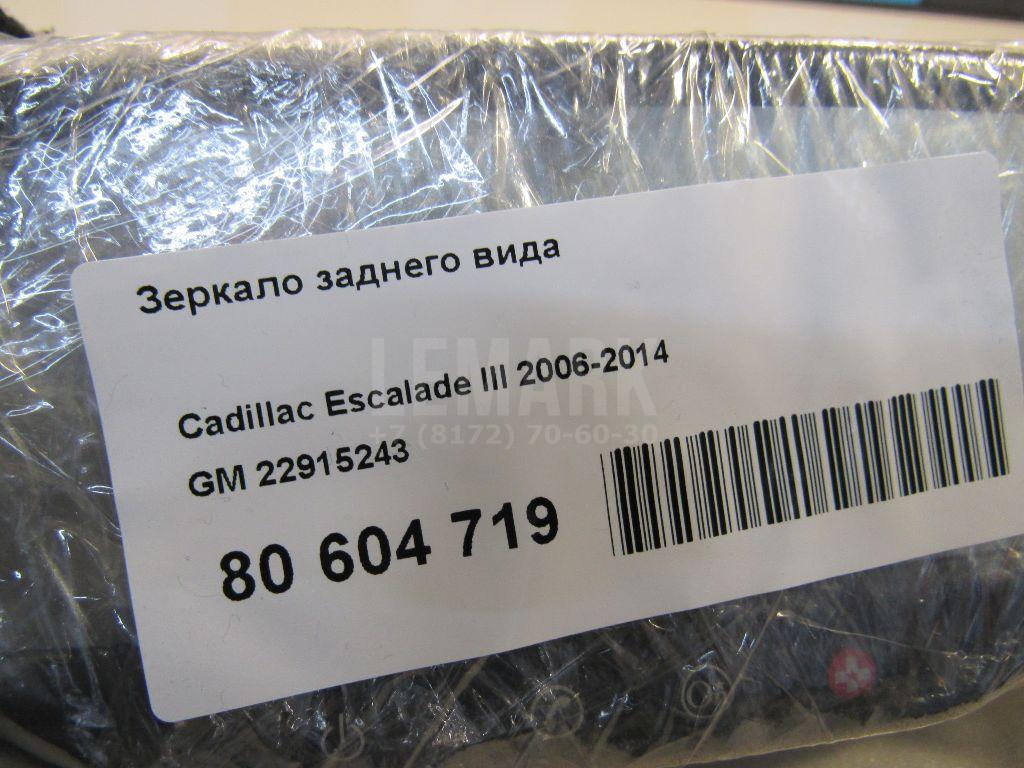 Зеркало заднего вида
Cadillac Escalade III 2006-2014
LEMARK
+7 (8172) 70-60-30
GM 22915243
80 604 719